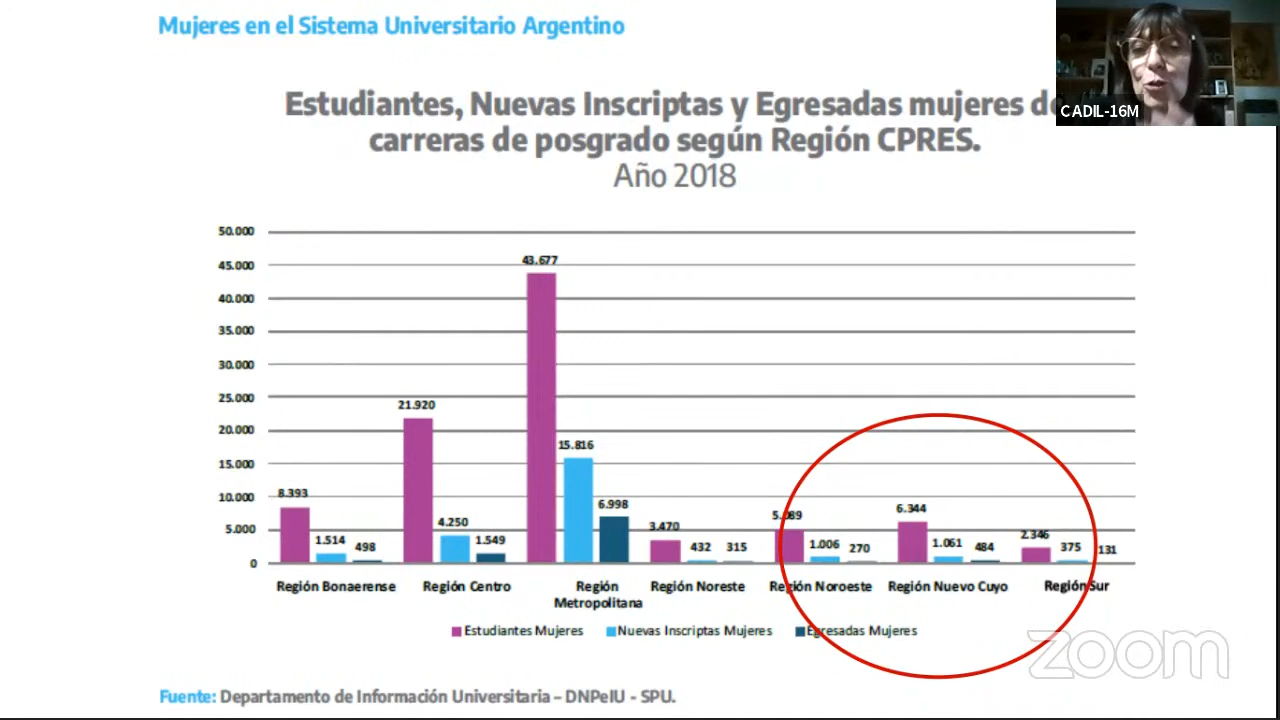 Mujeres en el Sistema Universitario Argentino
CADIL-16M
Estudiantes, Nuevas Inscriptas y Egresadas mujeres
carreras de posgrado según Región CPRES.
Año 2018
50.000
45.000
40.000
35.000
30.000
25.000
20.000
15.000
10.000
5.000
0
8.393
1.514
498
21.920
4.250
1.549
43.677
15.816
6.998
3.470
432
315
1.006
270
6.344
1.061
484
2.346
375
131
Región Bonaerense
Región Centro
Región
Metropolitana
Región Noreste
Región Noroeste
Región Nuevo Cuyo
Región Sur
Estudiantes Mujeres
Nuevas Inscriptas Mujeres
Egresadas Mujeres
zoom
Fuente: Departamento de Información Universitaria – DNPeIU - SPU.